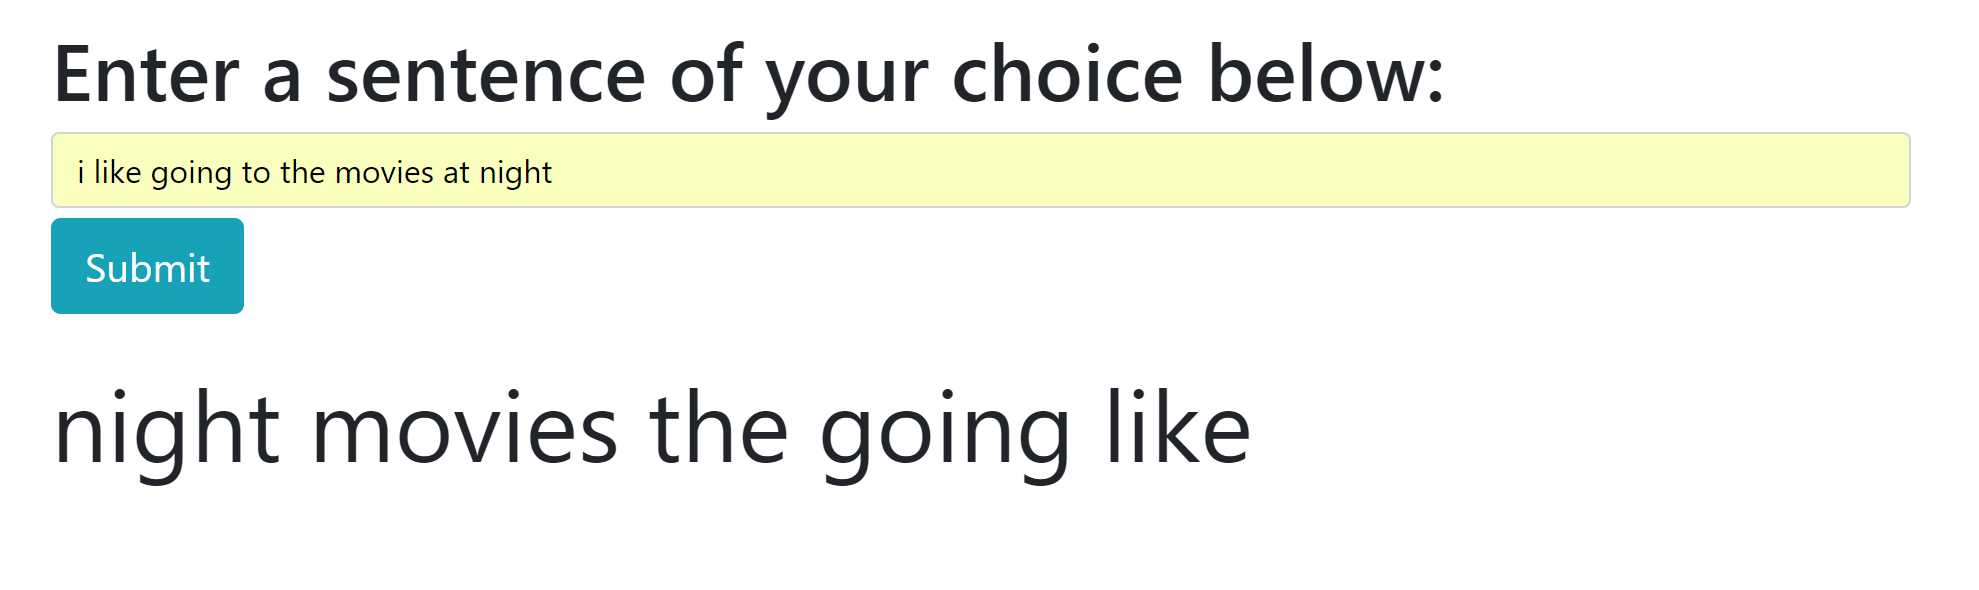 Enter a sentence of your choice below:
i like going to the movies at night
Submit
night movies the going like